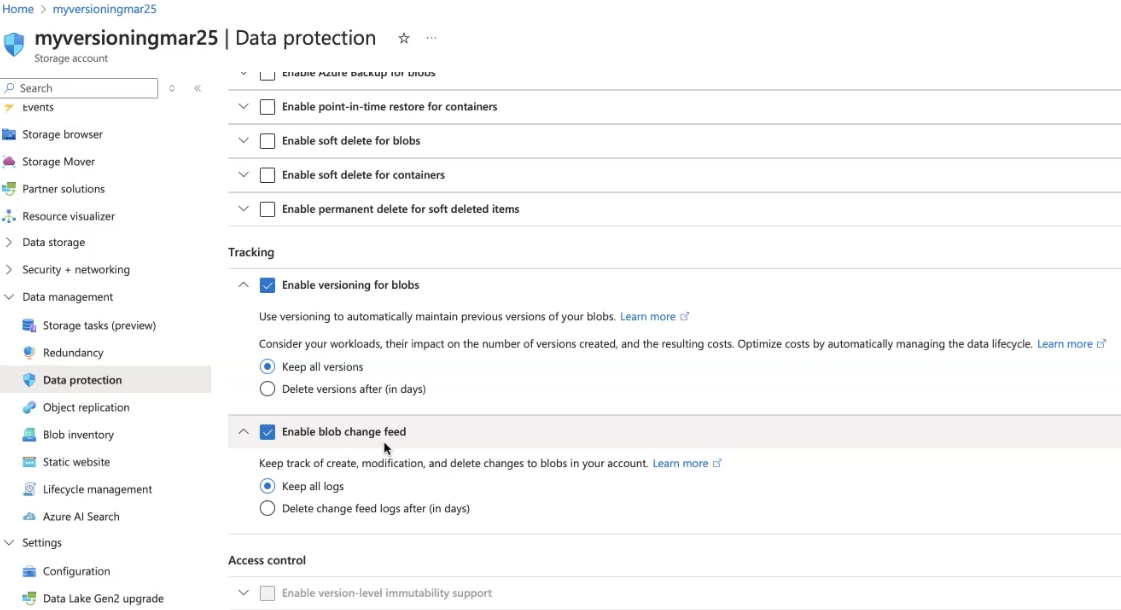 Home > myversioningmar25
myversioningmar25 | Data protection ☆ ...
Storage account
Search
Events
Storage browser
Storage Mover
Partner solutions
Resource visualizer
Data storage
Security + networking
Data management
Storage tasks (preview)
Redundancy
Data protection
Object replication
Blob inventory
Static website
Lifecycle management
Azure AI Search
Settings
Configuration
Data Lake Gen2 upgrade
Enable Azure Backup for blobs
Enable point-in-time restore for containers
Enable soft delete for blobs
Enable soft delete for containers
Enable permanent delete for soft deleted items
Tracking
Enable versioning for blobs
Use versioning to automatically maintain previous versions of your blobs. Learn more
Consider your workloads, their impact on the number of versions created, and the resulting costs. Optimize costs by automatically managing the data lifecycle. Learn more
Keep all versions
Delete versions after (in days)
Enable blob change feed
Keep track of create, modification, and delete changes to blobs in your account. Learn more
Keep all logs
Delete change feed logs after (in days)
Access control
Enable version-level immutability support